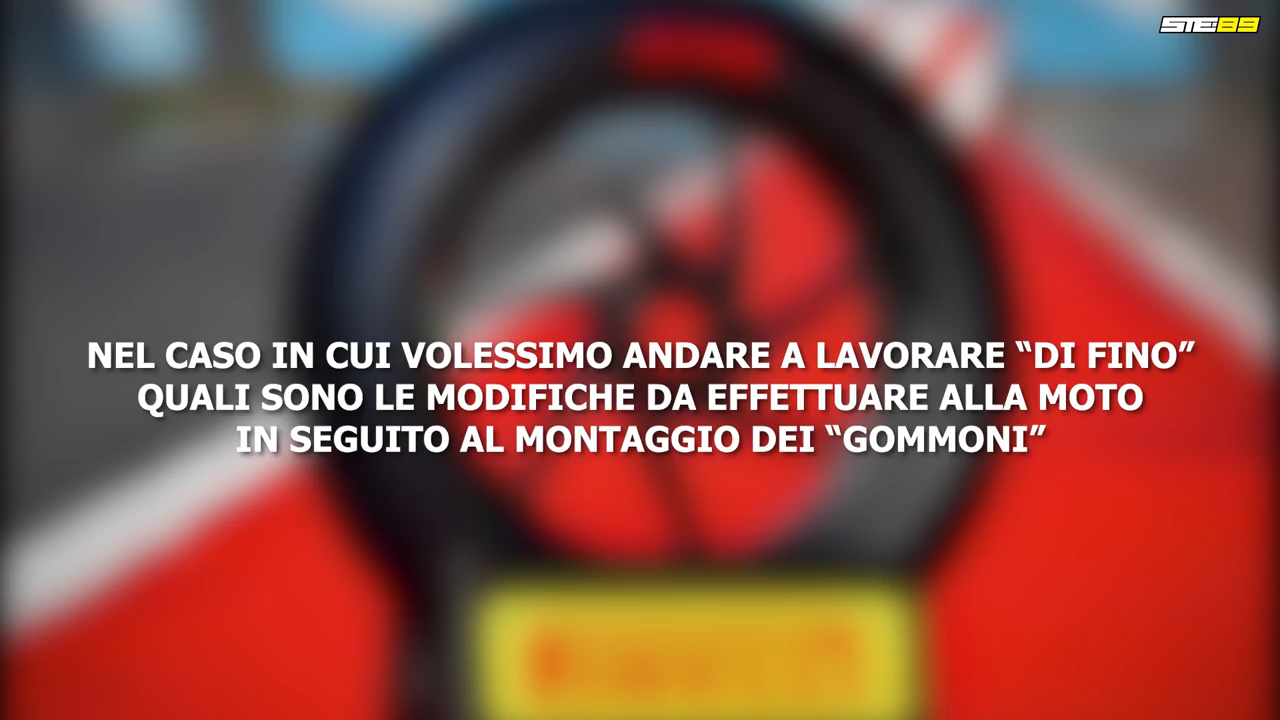 STE89
NEL CASO IN CUI VOLESSIMO ANDARE A LAVORARE “DI FINO”
QUALI SONO LE MODIFICHE DA EFFETTUARE ALLA MOTO
IN SEGUITO AL MONTAGGIO DEI “GOMMONI”